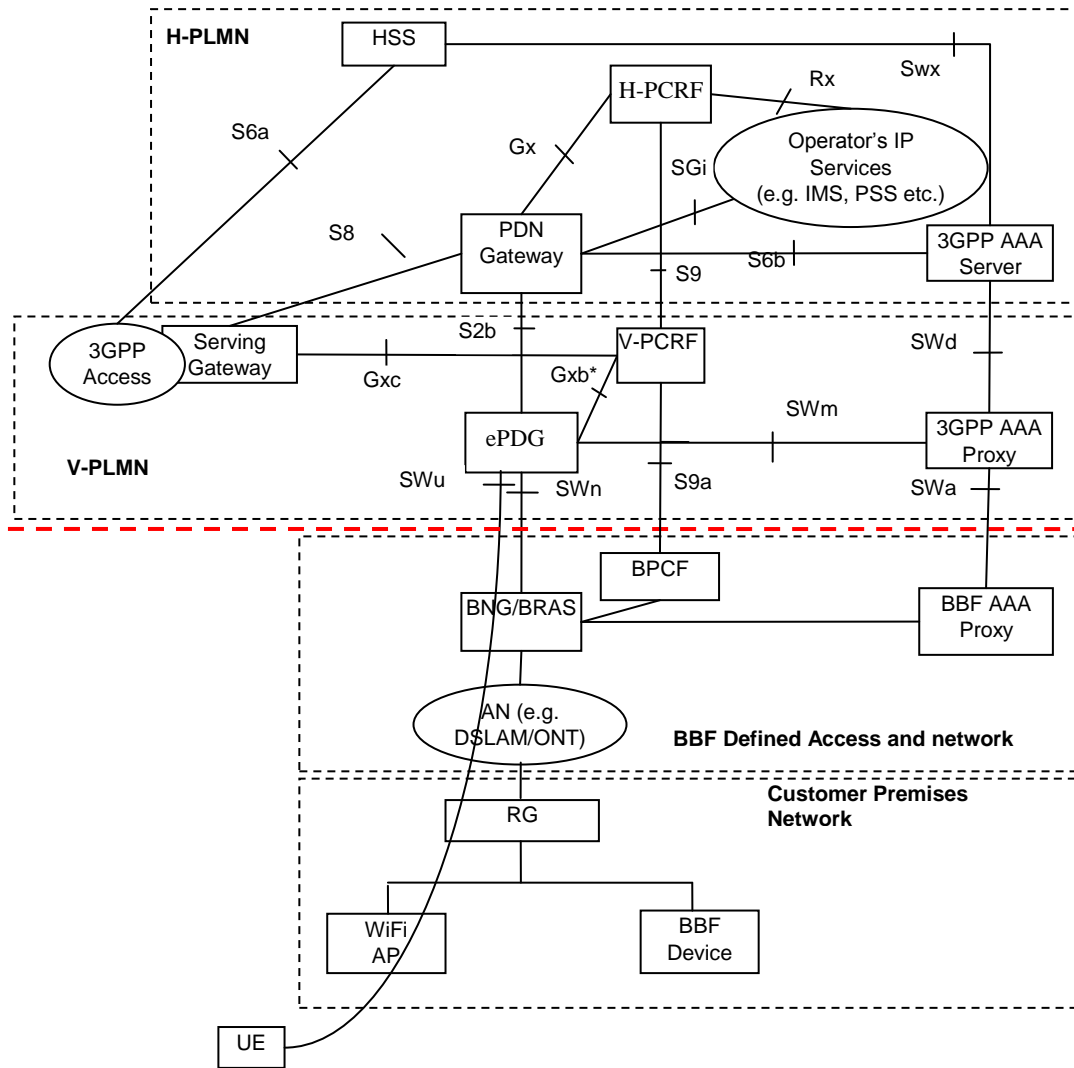 H-PLMN
HSS
Swx
H-PCRF
Rx
S6a
Gx
Operator's IP
Services
(e.g. IMS, PSS etc.)
SGi
S8
PDN
Gateway
S6b
3GPP AAA
Server
S9
S2b
3GPP
Access
Serving
Gateway
V-PCRF
SWd
Gxc
Gxb*
SWm
ePDG
3GPP AAA
Proxy
V-PLMN
SWu
SWn
S9a
SWa
BPCF
BNG/BRAS
BBF AAA
Proxy
AN (e.g.
DSLAM/ONT)
BBF Defined Access and network
Customer Premises
Network
RG
WiFi
AP
BBF
Device
UE